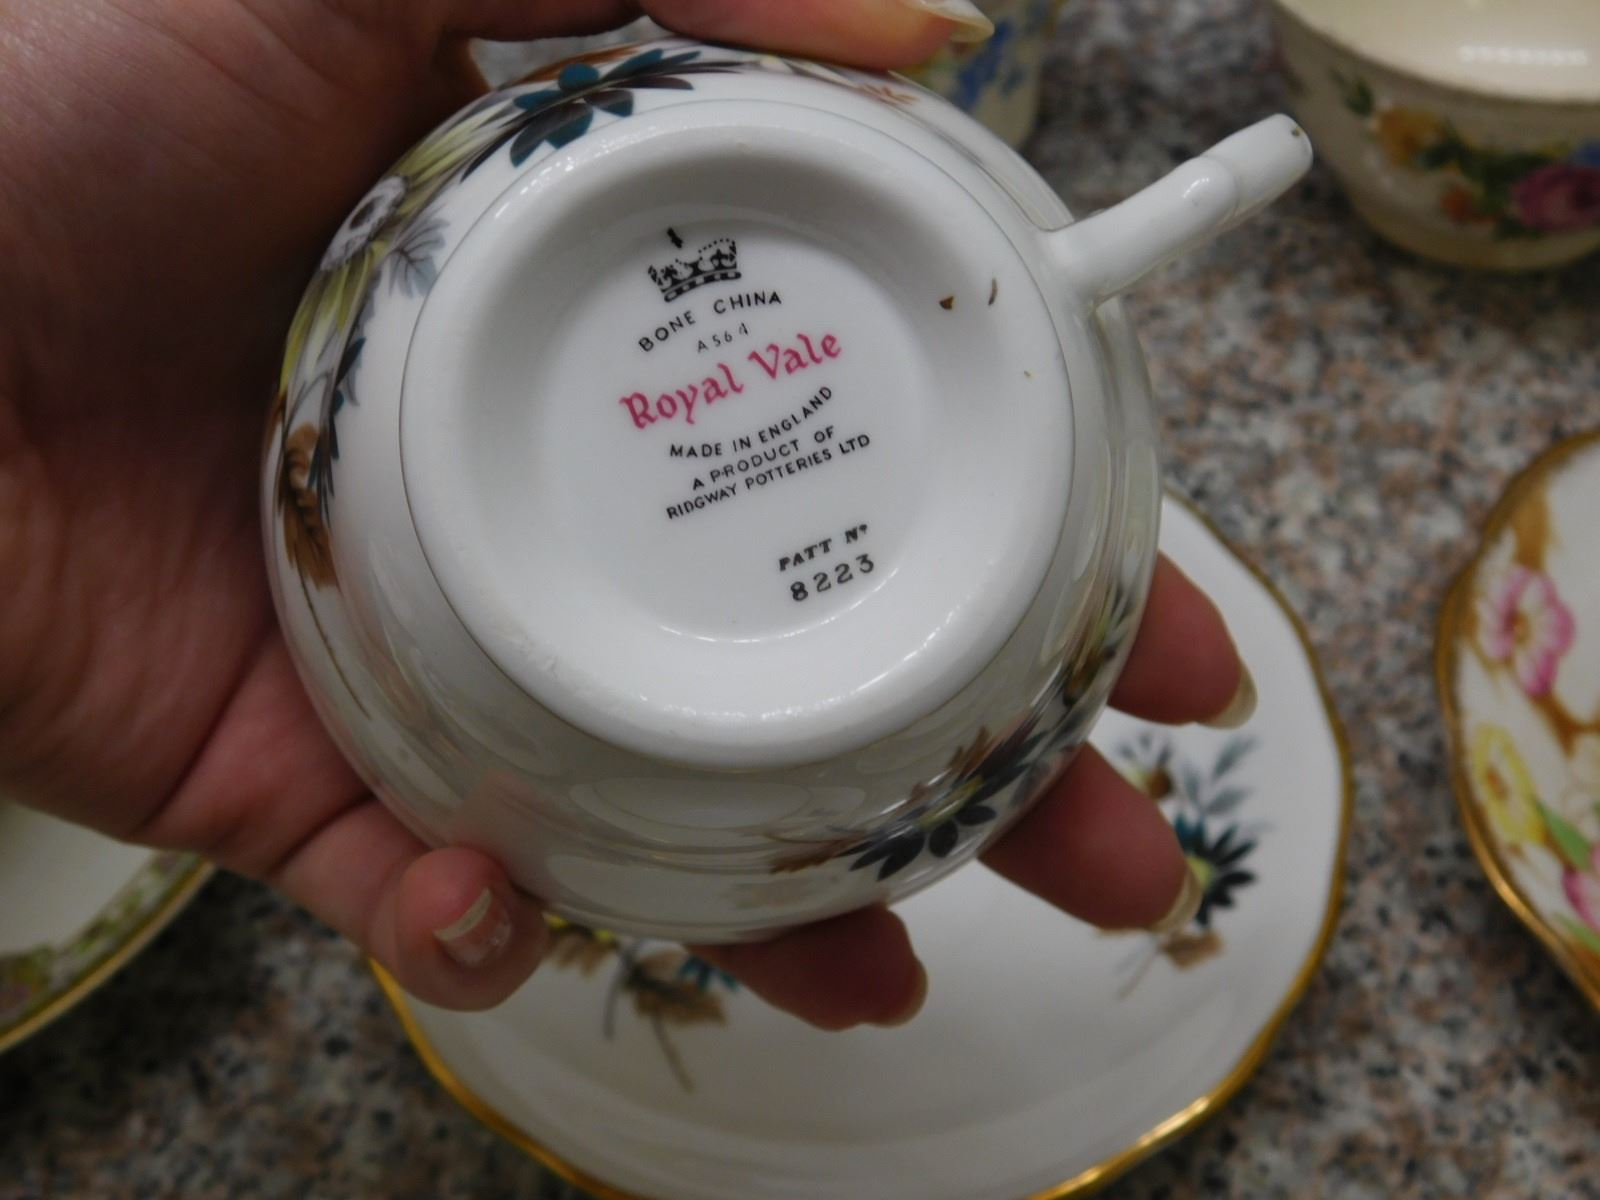 BONE CHINA
A564
Royal Vale
MADE IN ENGLAND
A PRODUCT OF
RIDGWAY POTTERIES LTD
PATT Nº
8223